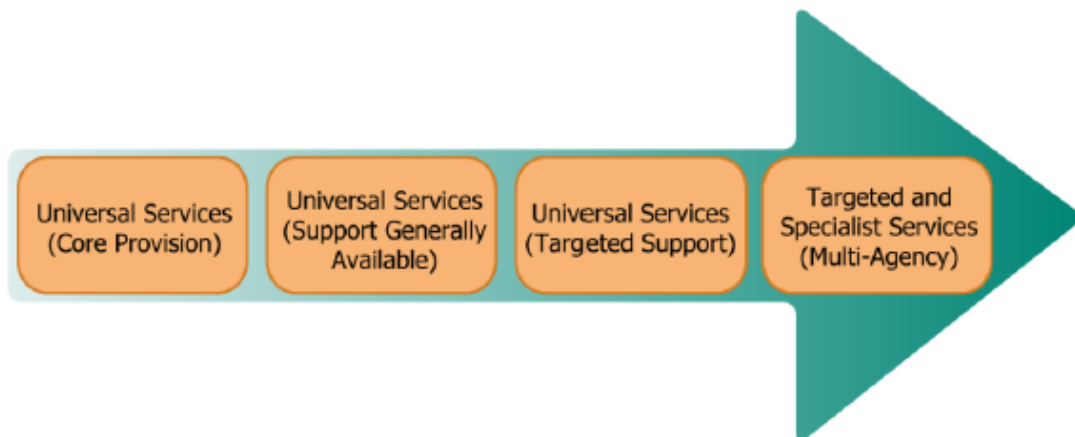 Universal Services
(Core Provision)
Universal Services
(Support Generally
Available)
Universal Services
(Targeted Support)
Targeted and
Specialist Services
(Multi-Agency)